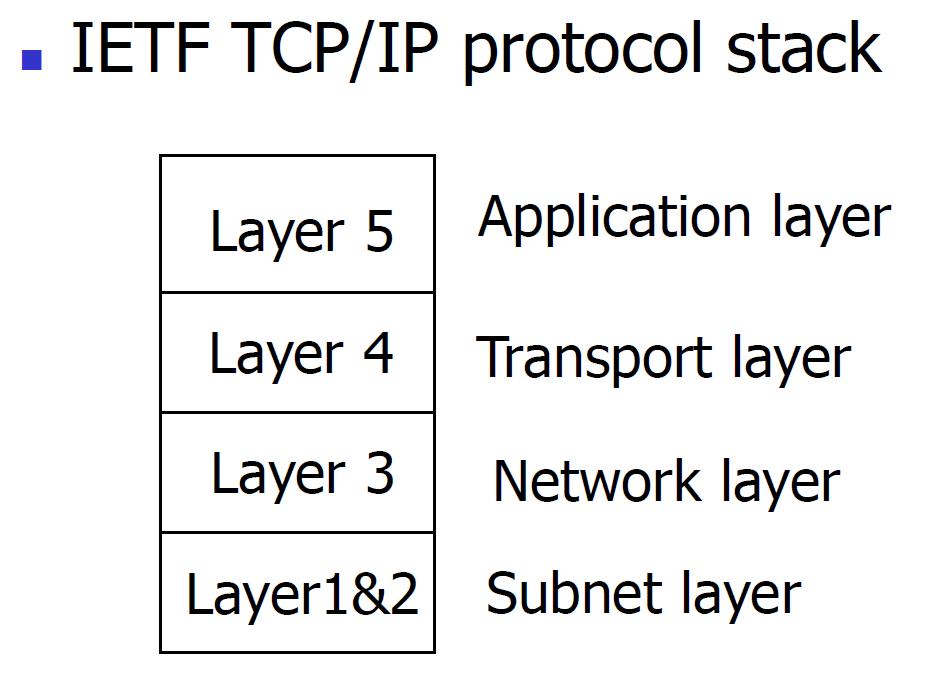 IETF TCP/IP protocol stack
Layer 5 Application layer
Layer 4 Transport layer
Layer 3 Network layer
Layer1&2 Subnet layer